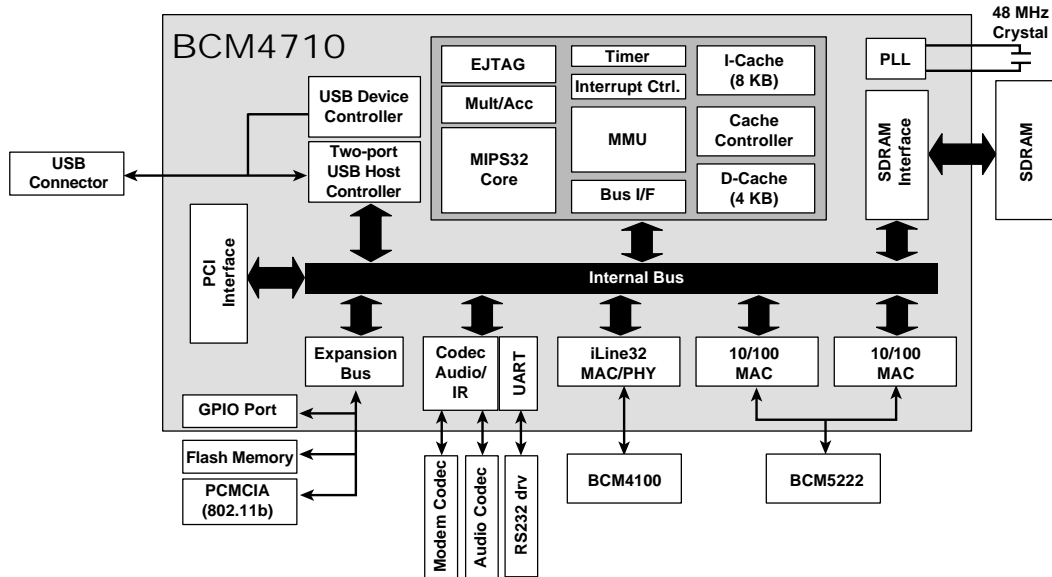 48 MHz
Crystal
BCM4710
EJTAG
Timer
I-Cache
(8 KB)
PLL
Interrupt Ctrl.
USB Device
Controller
Mult/Acc
MMU
Cache
Controller
SDRAM
Interface
SDRAM
USB
Connector
Two-port
USB Host
Controller
MIPS32
Core
Bus I/F
D-Cache
(4 KB)
PCI
Interface
Internal Bus
Expansion
Bus
Codec
Audio/
IR
UART
iLine32
MAC/PHY
10/100
MAC
10/100
MAC
GPIO Port
Flash Memory
PCMCIA
(802.11b)
Modem Codec
Audio Codec
RS232 drv
BCM4100
BCM5222